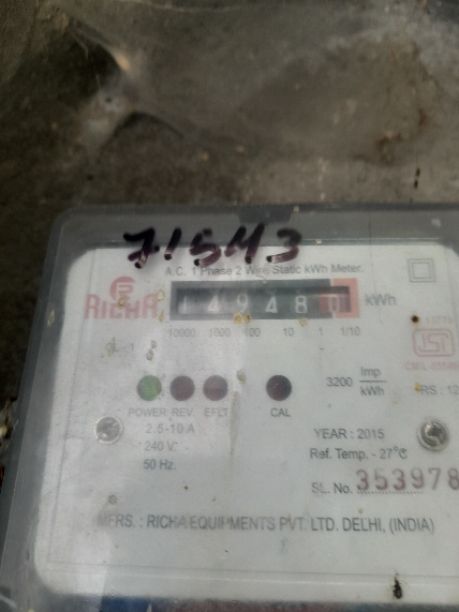 71543
A.C. 1 Phase 2 Wire Static kWh Meter.
RICHA
149480 kWh
10000 1000 100 10 1 1/10
3200 Imp/kWh
POWER REV. EFLT CAL
2.5-10 A
240 V
50 Hz.
YEAR : 2015
Ref. Temp. - 27°C
SL. No. 353978
MFRS. : RICHA EQUIPMENTS PVT. LTD. DELHI, (INDIA)